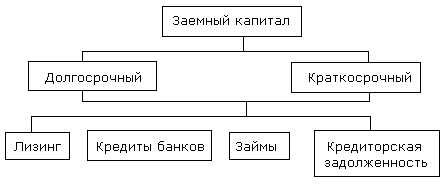 Заемный капитал
Долгосрочный
Краткосрочный
Лизинг
Кредиты банков
Займы
Кредиторская
задолженность